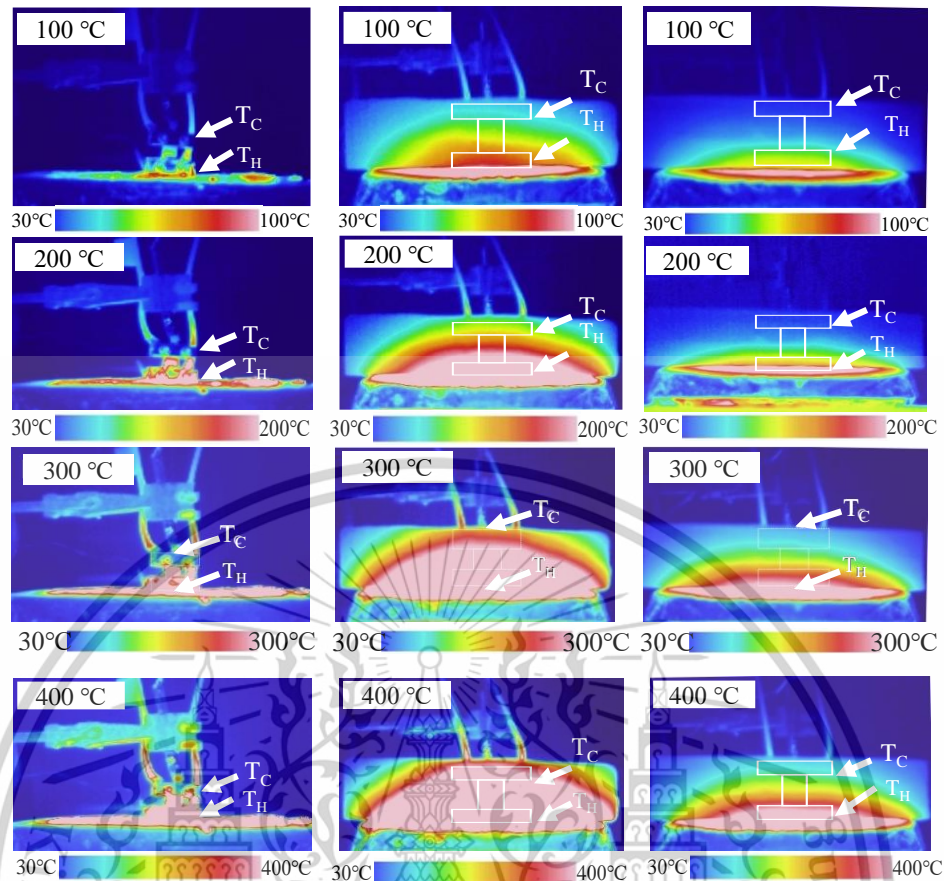 100 ℃ 100 ℃ 100 ℃
T_C T_C T_C
T_H T_H T_H
30℃ 100℃ 30℃ 100℃ 30℃ 100℃
200 ℃ 200 ℃ 200 ℃
T_C T_C T_C
T_H T_H T_H
30℃ 200℃ 30℃ 200℃ 30℃ 200℃
300 ℃ 300 ℃ 300 ℃
T_C T_C T_C
T_H T_H T_H
30℃ 300℃ 30℃ 300℃ 30℃ 300℃
400 ℃ 400 ℃ 400 ℃
T_C T_C T_C
T_H T_H T_H
30℃ 400℃ 30℃ 400℃ 30℃ 400℃